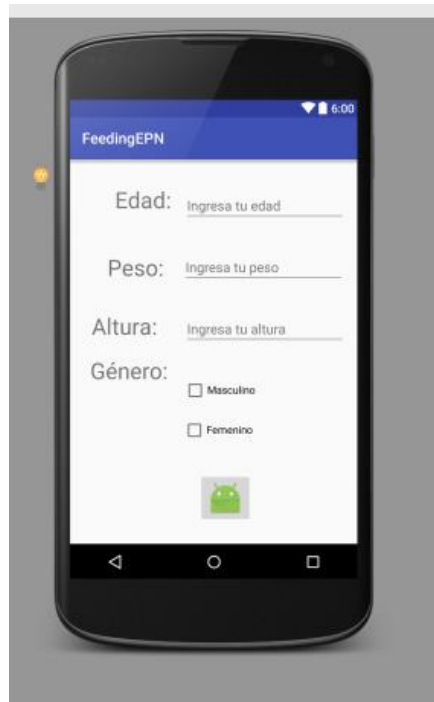 6:00
FeedingEPN
Edad: Ingresa tu edad
Peso: Ingresa tu peso
Altura: Ingresa tu altura
Género:
Masculino
Femenino